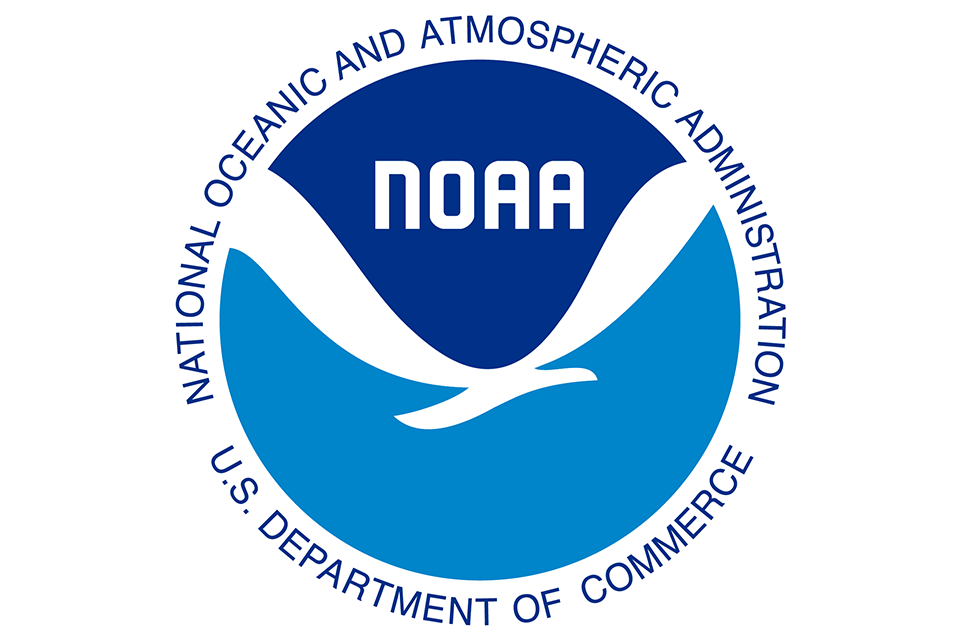 NATIONAL OCEANIC AND ATMOSPHERIC ADMINISTRATION
NOAA
U.S. DEPARTMENT OF COMMERCE